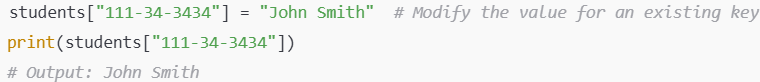 students["111-34-3434"] = "John Smith"  # Modify the value for an existing key
print(students["111-34-3434"])
# Output: John Smith